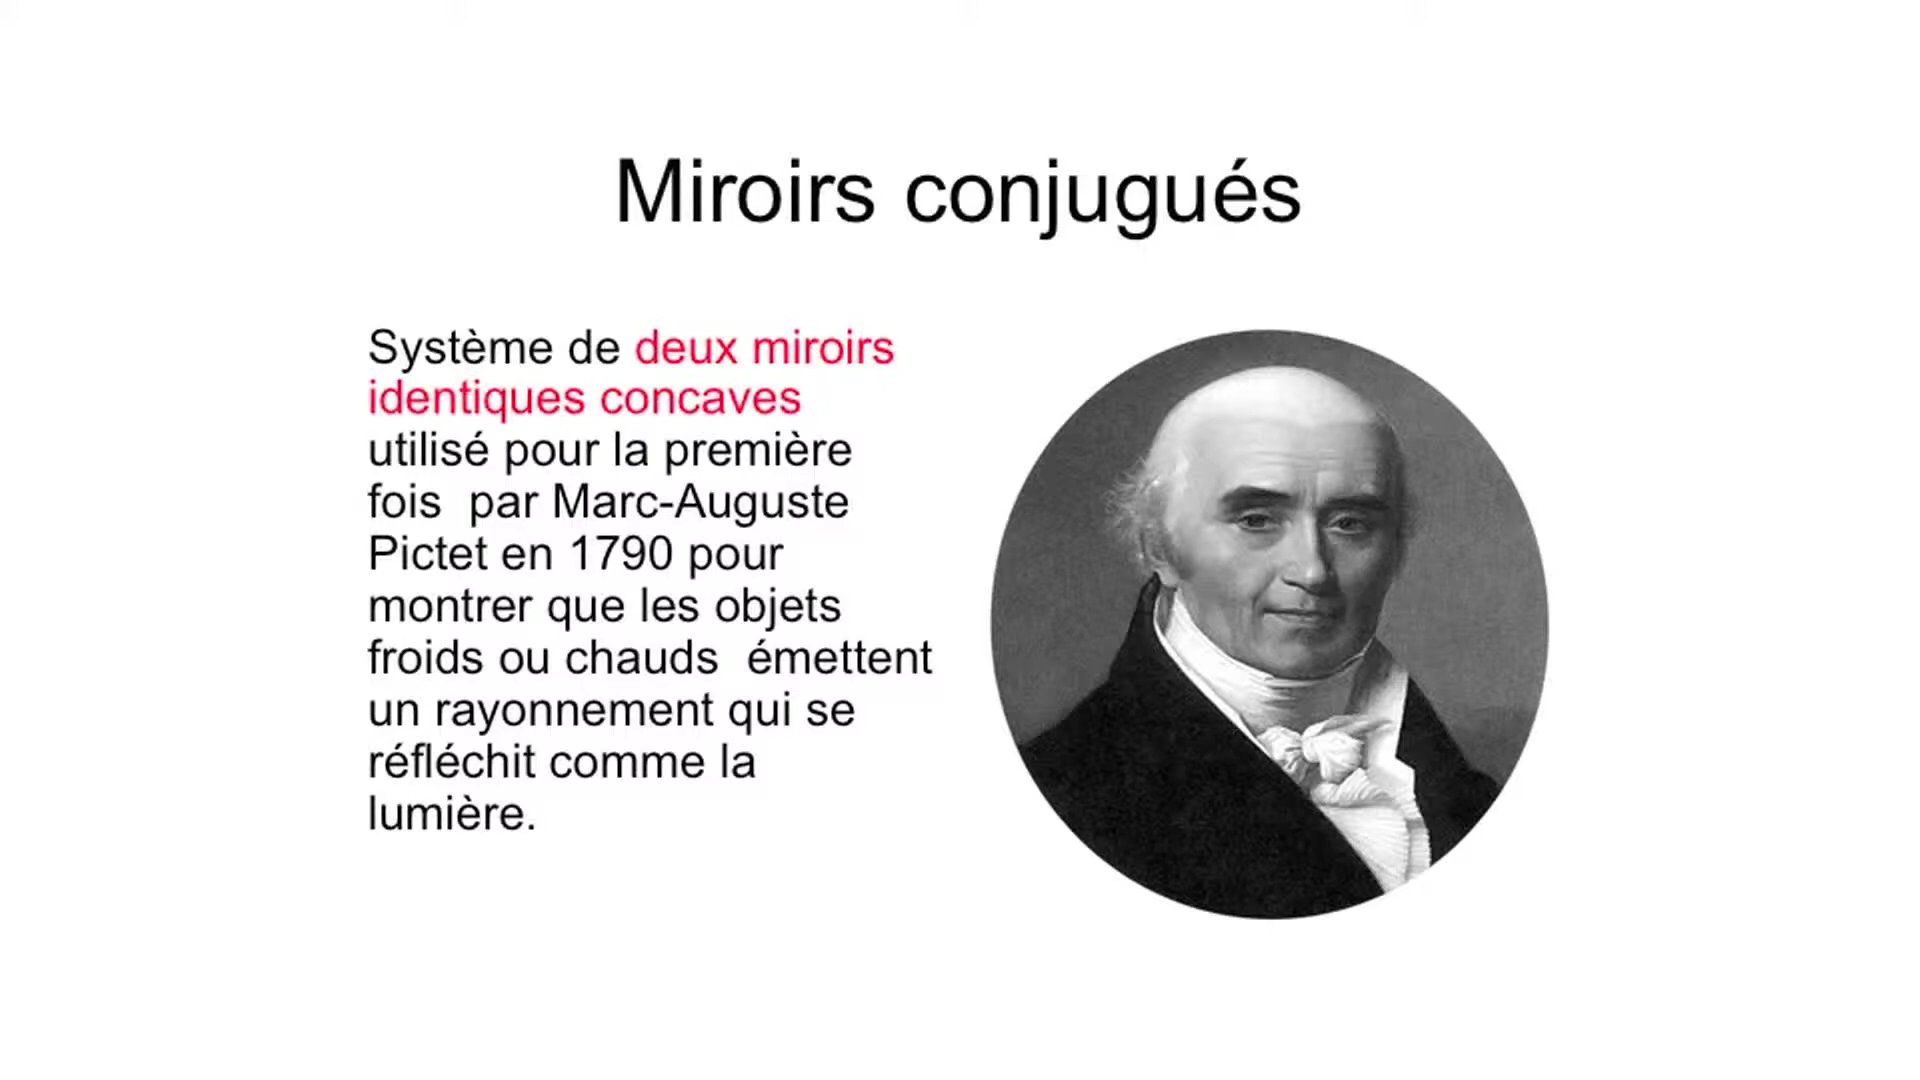 Miroirs conjugués
Système de deux miroirs
identiques concaves
utilisé pour la première
fois  par Marc-Auguste
Pictet en 1790 pour
montrer que les objets
froids ou chauds  émettent
un rayonnement qui se
réfléchit comme la
lumière.